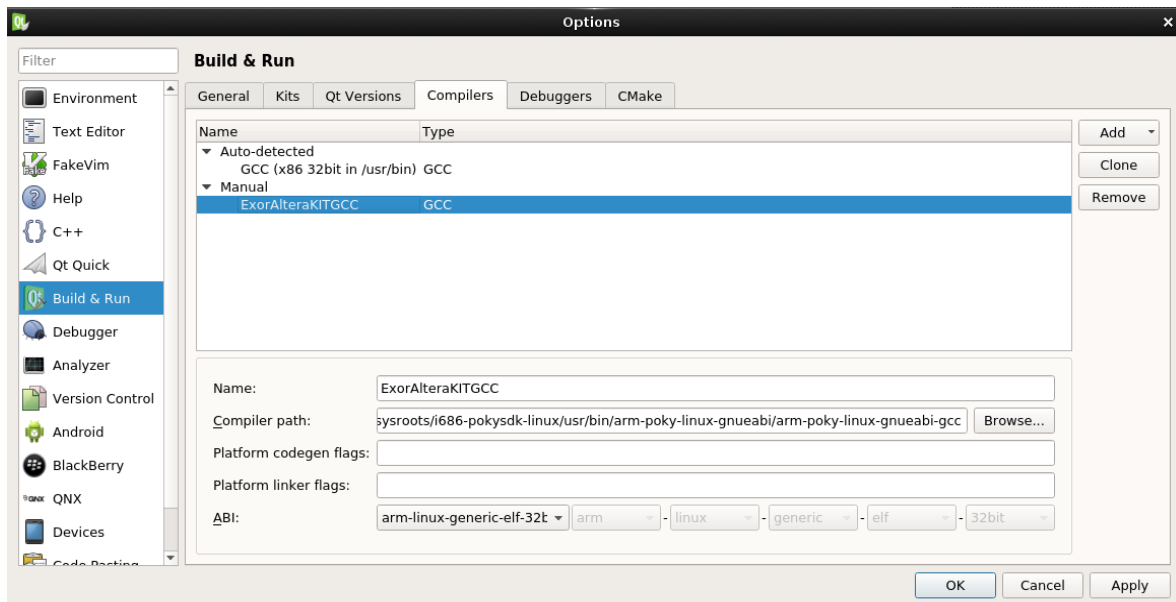 Options
Filter
Build & Run
Environment
Text Editor
FakeVim
Help
C++
Qt Quick
Build & Run
Debugger
Analyzer
Version Control
Android
BlackBerry
QNX
Devices
Code Pasting
General Kits Qt Versions Compilers Debuggers CMake
Name Type
Auto-detected
GCC (x86 32bit in /usr/bin) GCC
Manual
ExorAlteraKITGCC GCC
Add
Clone
Remove
Name: ExorAlteraKITGCC
Compiler path: sysroots/i686-pokysdk-linux/usr/bin/arm-poky-linux-gnueabi/arm-poky-linux-gnueabi-gcc Browse...
Platform codegen flags:
Platform linker flags:
ABI: arm-linux-generic-elf-32b arm - linux - generic - elf - 32bit
OK Cancel Apply